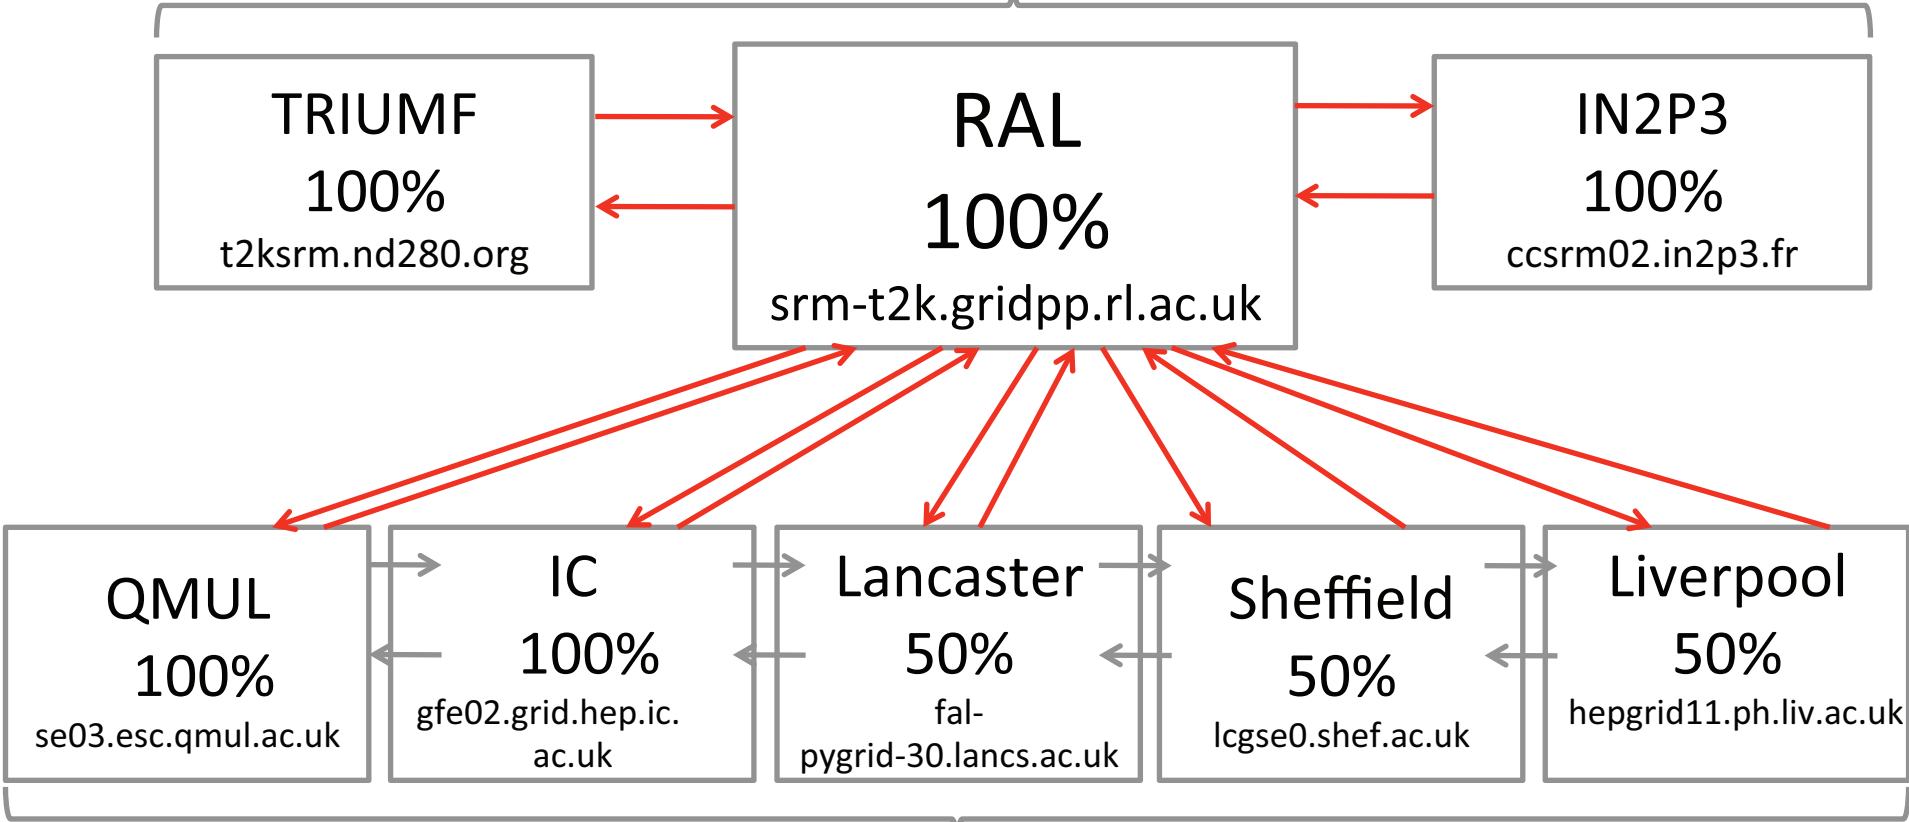 TRIUMF
100%
t2ksrm.nd280.org
RAL
100%
srm-t2k.gridpp.rl.ac.uk
IN2P3
100%
ccsrm02.in2p3.fr
QMUL
100%
se03.esc.qmul.ac.uk
IC
100%
gfe02.grid.hep.ic.
ac.uk
Lancaster
50%
fal-
pygrid-30.lancs.ac.uk
Sheffield
50%
lcgse0.shef.ac.uk
Liverpool
50%
hepgrid11.ph.liv.ac.uk